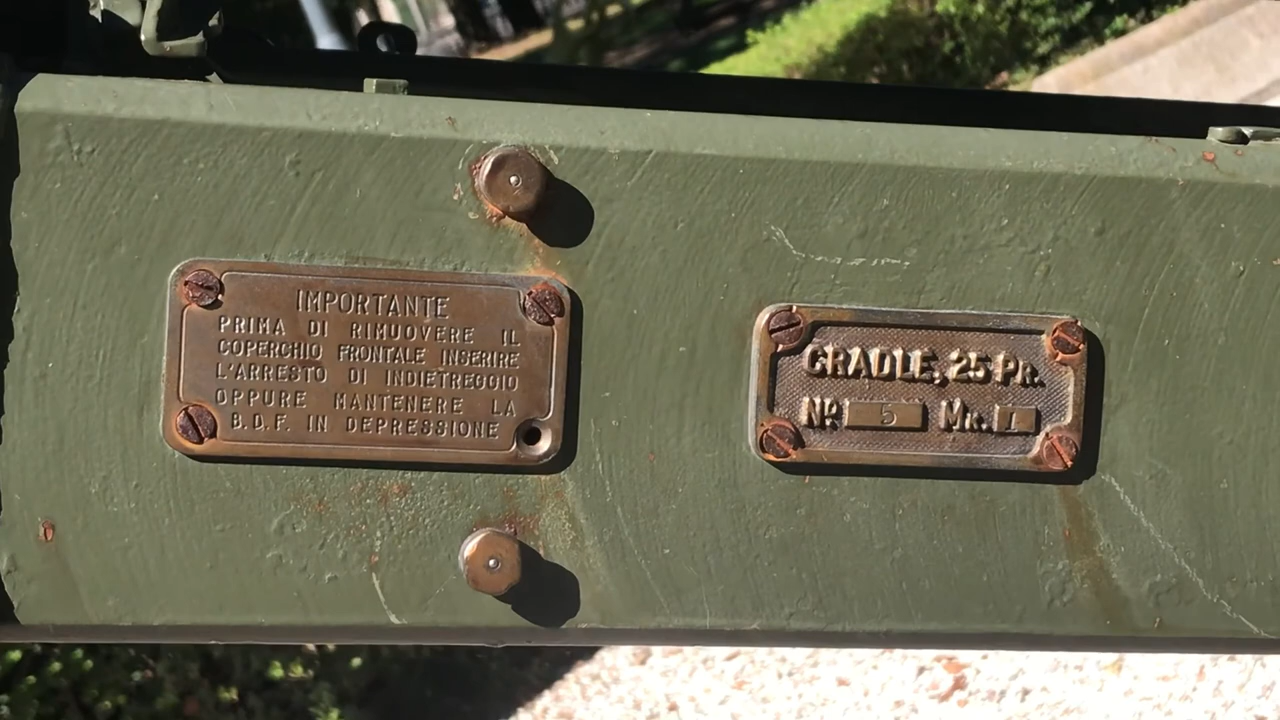 IMPORTANTE
PRIMA DI RIMUOVERE IL
COPERCHIO FRONTALE INSERIRE
L'ARRESTO DI INDIETREGGIO
OPPURE MANTENERE LA
B.D.F. IN DEPRESSIONE
CRADLE, 25 PR.
No. 5 MK. I